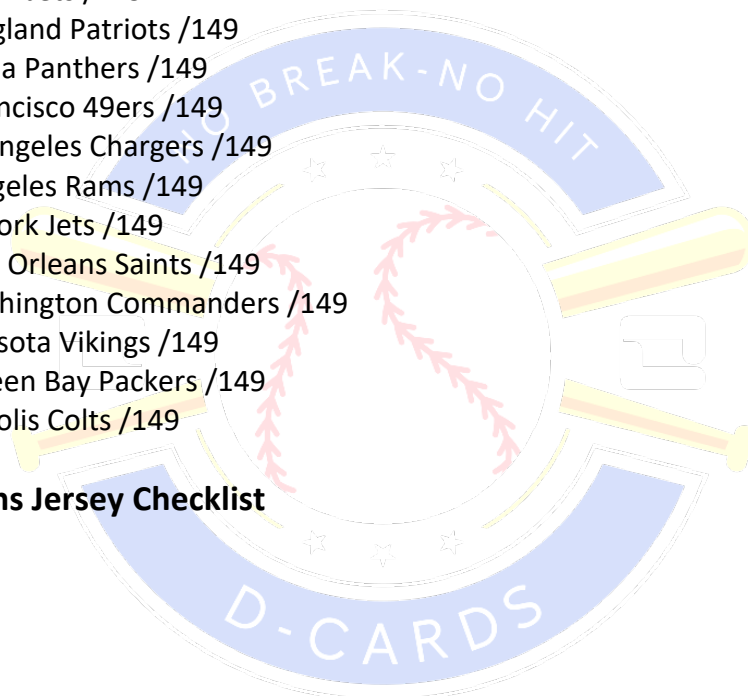 gland Patriots /149
a Panthers /149
ncisco 49ers /149
ngeles Chargers /149
geles Rams /149
ork Jets /149
Orleans Saints /149
hington Commanders /149
sota Vikings /149
een Bay Packers /149
olis Colts /149
ns Jersey Checklist
NO BREAK-NO HIT
D-CARDS